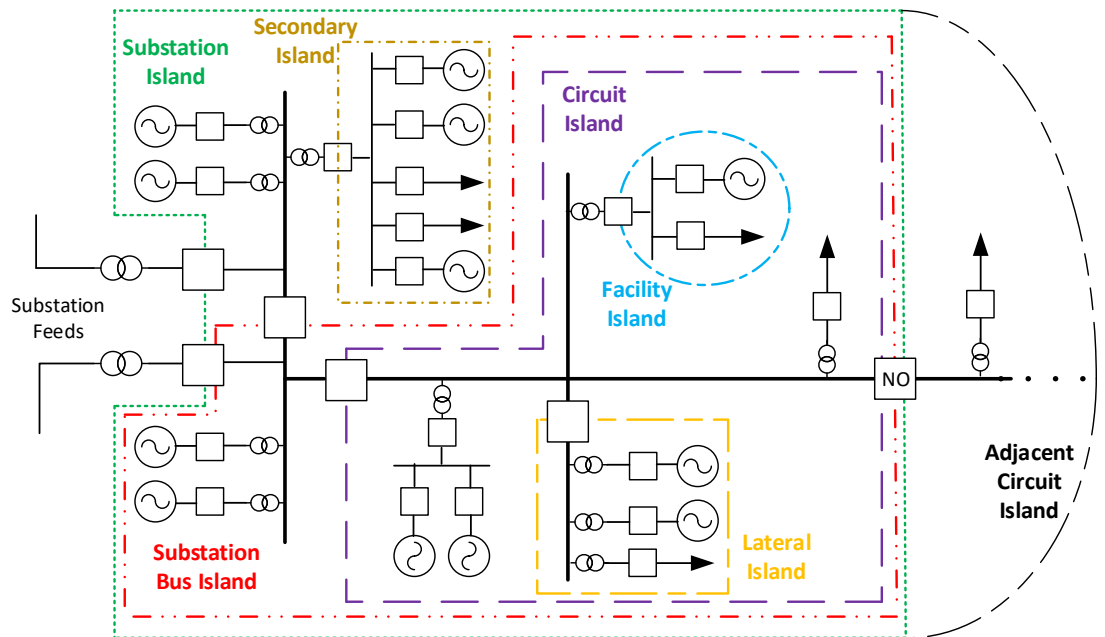 Substation
Island
Secondary
Island
Circuit
Island
Substation
Feeds
Facility
Island
NO
Adjacent
Circuit
Island
Substation
Bus Island
Lateral
Island